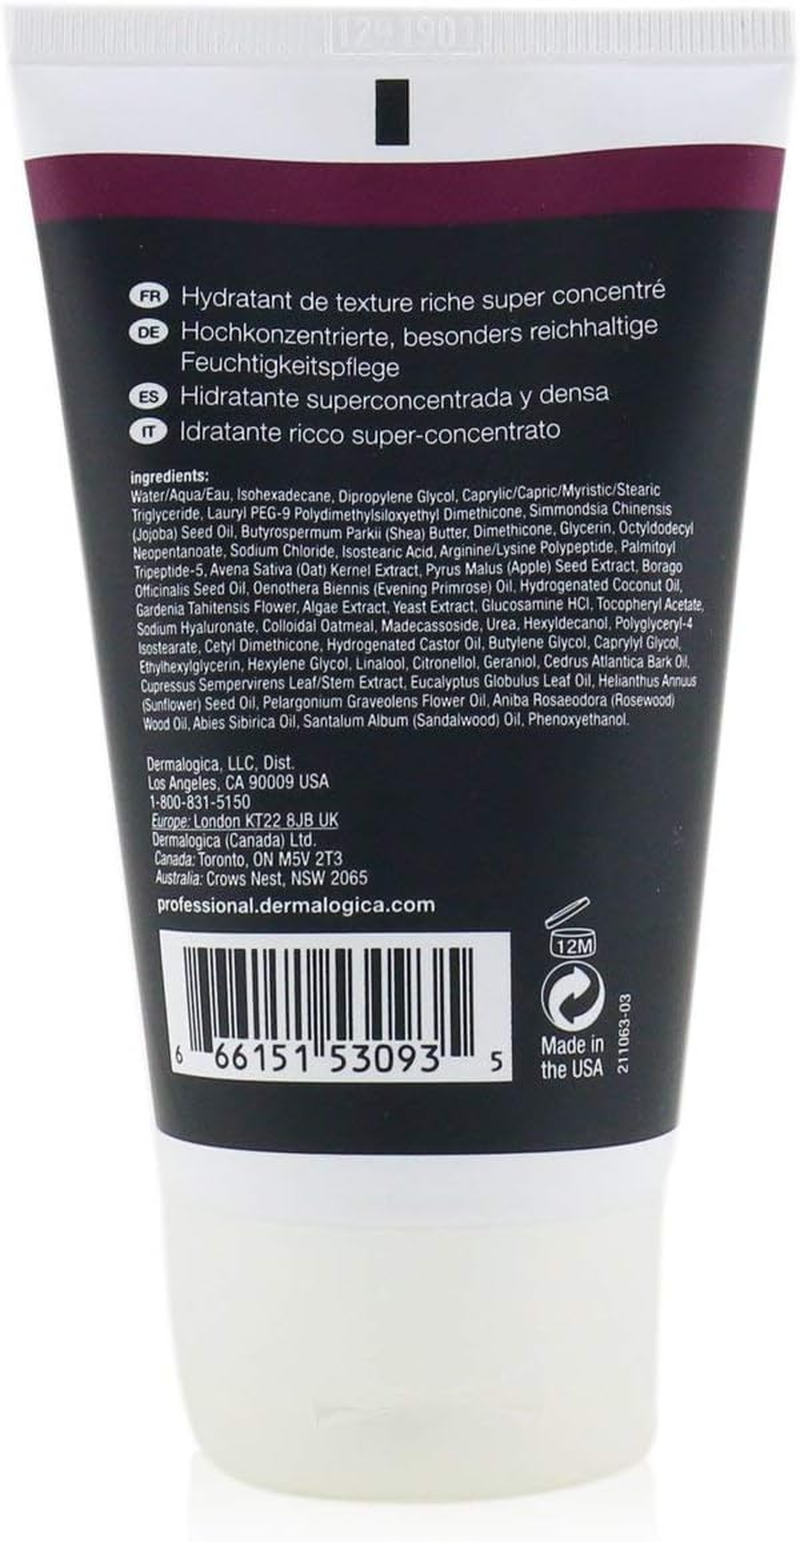 1291901
FR Hydratant de texture riche super concentré
DE Hochkonzentrierte, besonders reichhaltige
Feuchtigkeitspflege
ES Hidratante superconcentrada y densa
IT Idratante ricco super-concentrato
ingredients:
Water/Aqua/Eau, Isohexadecane, Dipropylene Glycol, Caprylic/Capric/Myristic/Stearic
Triglyceride, Lauryl PEG-9 Polydimethylsiloxyethyl Dimethicone, Simmondsia Chinensis
(Jojoba) Seed Oil, Butyrospermum Parkii (Shea) Butter, Dimethicone, Glycerin, Octyldodecyl
Neopentanoate, Sodium Chloride, Isostearic Acid, Arginine/Lysine Polypeptide, Palmitoyl
Tripeptide-5, Avena Sativa (Oat) Kernel Extract, Pyrus Malus (Apple) Seed Extract, Borago
Officinalis Seed Oil, Oenothera Biennis (Evening Primrose) Oil, Hydrogenated Coconut Oil,
Gardenia Tahitensis Flower, Algae Extract, Yeast Extract, Glucosamine HCl, Tocopheryl Acetate,
Sodium Hyaluronate, Colloidal Oatmeal, Madecassoside, Urea, Hexyldecanol, Polyglyceryl-4
Isostearate, Cetyl Dimethicone, Hydrogenated Castor Oil, Butylene Glycol, Caprylyl Glycol,
Ethylhexylglycerin, Hexylene Glycol, Linalool, Citronellol, Geraniol, Cedrus Atlantica Bark Oil,
Cupressus Sempervirens Leaf/Stem Extract, Eucalyptus Globulus Leaf Oil, Helianthus Annuus
(Sunflower) Seed Oil, Pelargonium Graveolens Flower Oil, Aniba Rosaeodora (Rosewood)
Wood Oil, Abies Sibirica Oil, Santalum Album (Sandalwood) Oil, Phenoxyethanol.
Dermalogica, LLC, Dist.
Los Angeles, CA 90009 USA
1-800-831-5150
Europe: London KT22 8JB UK
Dermalogica (Canada) Ltd.
Canada: Toronto, ON M5V 2T3
Australia: Crows Nest, NSW 2065
professional.dermalogica.com
6 66151 53093 5
12M
Made in
the USA
211063-03